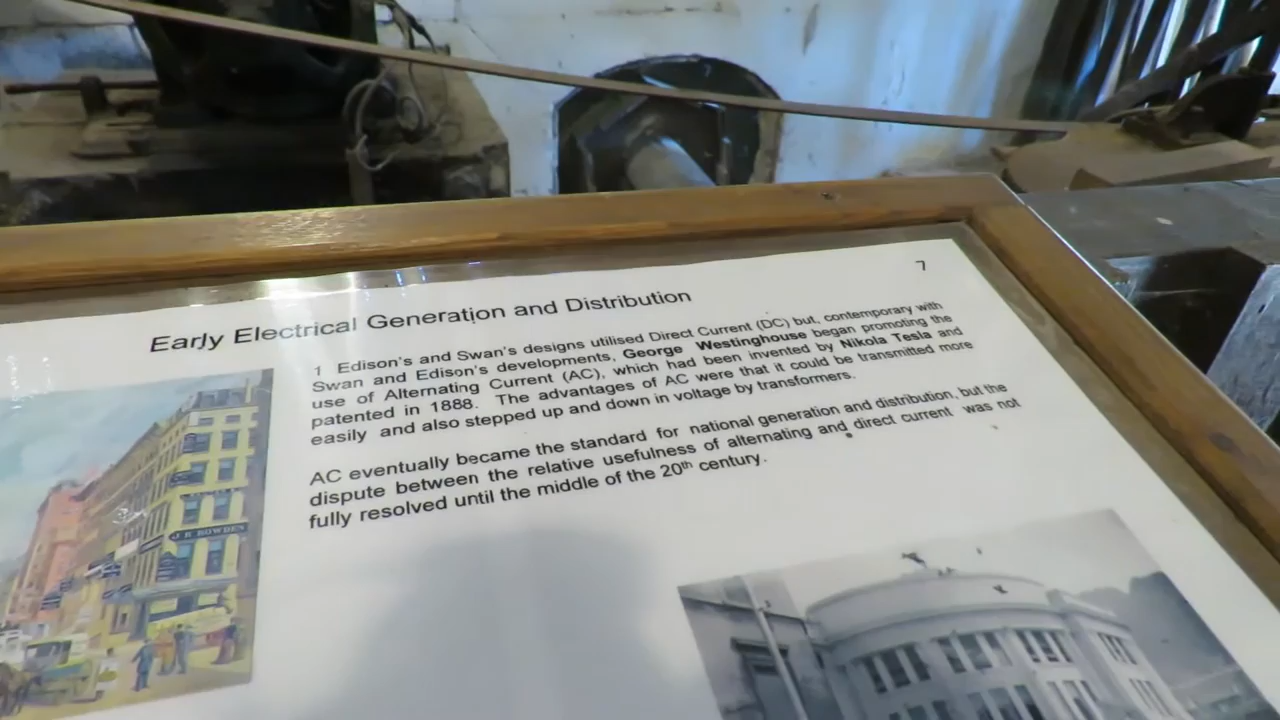 7
Early Electrical Generation and Distribution
1 Edison's and Swan's designs utilised Direct Current (DC) but, contemporary with
Swan and Edison's developments, George Westinghouse began promoting the
use of Alternating Current (AC), which had been invented by Nikola Tesla and
patented in 1888. The advantages of AC were that it could be transmitted more
easily and also stepped up and down in voltage by transformers.
AC eventually became the standard for national generation and distribution, but the
dispute between the relative usefulness of alternating and direct current was not
fully resolved until the middle of the 20th century.
J R BOWDEN